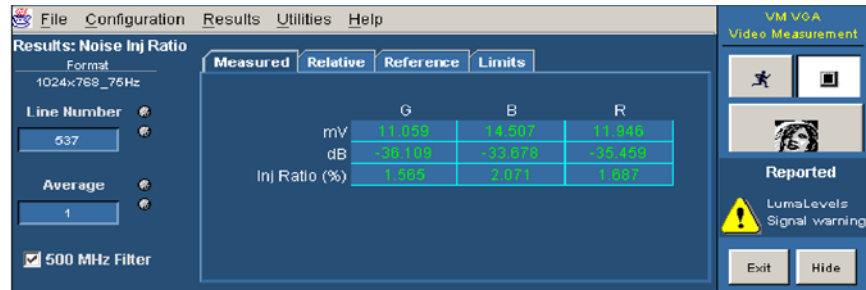 File Configuration Results Utilities Help
VM VGA
Video Measurement
Results: Noise Inj Ratio
Format
1024x768_75Hz
Line Number
537
Average
1
500 MHz Filter
Measured Relative Reference Limits
G B R
mV 11.059 14.507 11.946
dB -36.109 -33.678 -35.459
Inj Ratio (%) 1.565 2.071 1.687
Reported
LumaLevels
Signal warning
Exit Hide